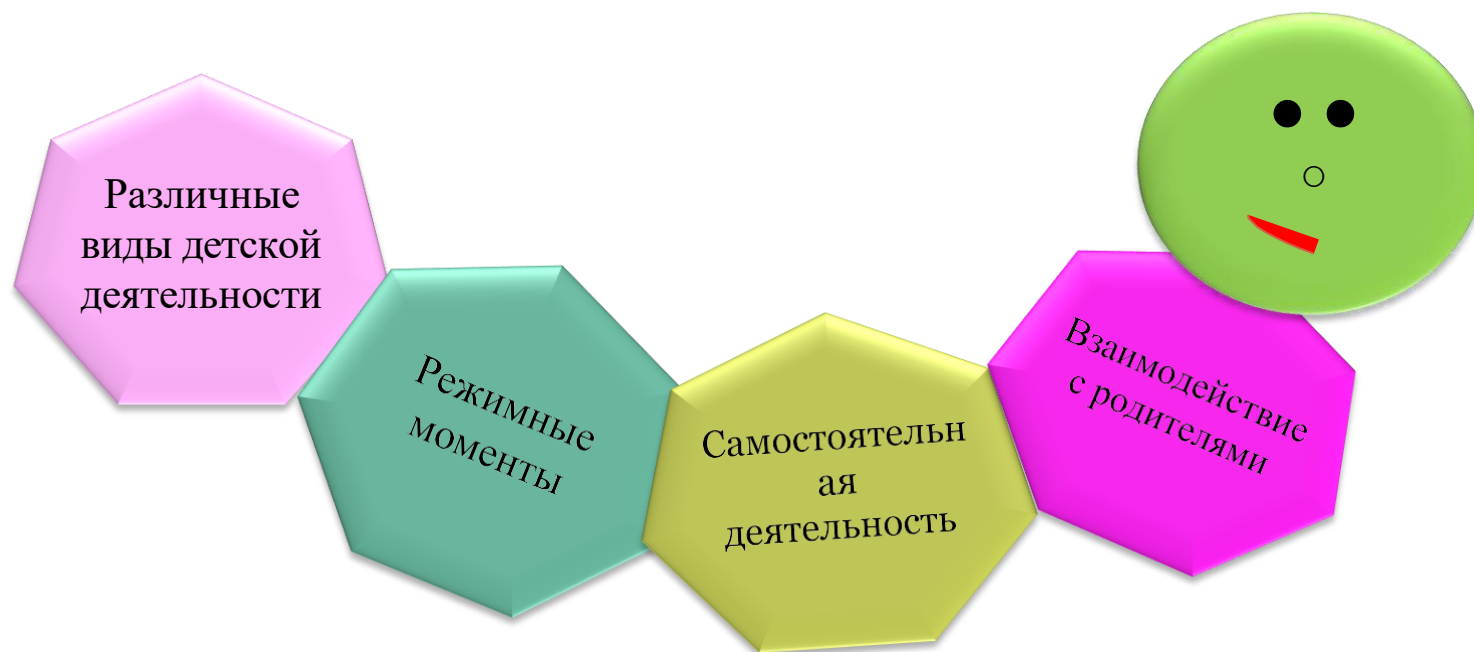 Различные
виды детской
деятельности
Режимные
моменты
Самостоятельн
ая
деятельность
Взаимодействие
с родителями